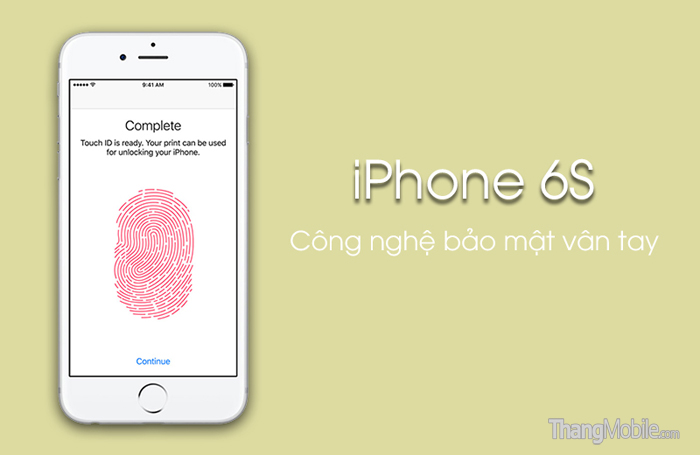 9:41 AM
100%
Complete
Touch ID is ready. Your print can be used
for unlocking your iPhone.
Continue
iPhone 6S
Công nghệ bảo mật vân tay
ThangMobile.com